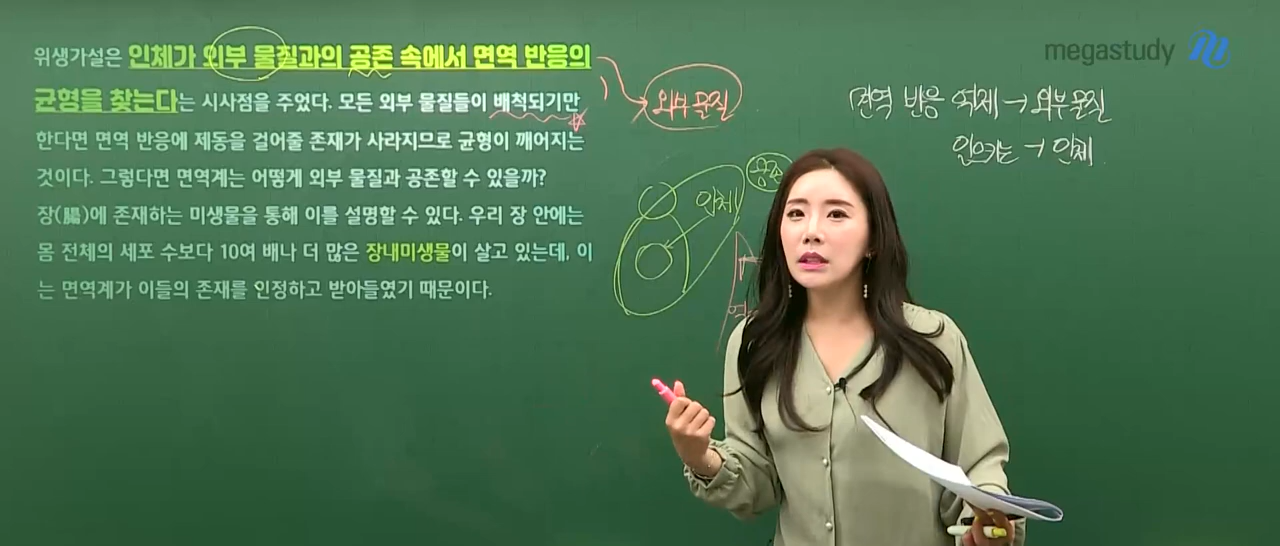 위생가설은 인체가 외부 물질과의 공존 속에서 면역 반응의
균형을 찾는다는 시사점을 주었다. 모든 외부 물질들이 배척되기만
한다면 면역 반응에 제동을 걸어줄 존재가 사라지므로 균형이 깨어지는
것이다. 그렇다면 면역계는 어떻게 외부 물질과 공존할 수 있을까?
장(腸)에 존재하는 미생물을 통해 이를 설명할 수 있다. 우리 장 안에는
몸 전체의 세포 수보다 10여 배나 더 많은 장내미생물이 살고 있는데, 이
는 면역계가 이들의 존재를 인정하고 받아들였기 때문이다.
외부 물질
인체
공존
megastudy
면역 반응 억제 → 외부 물질
일으키는 → 인체